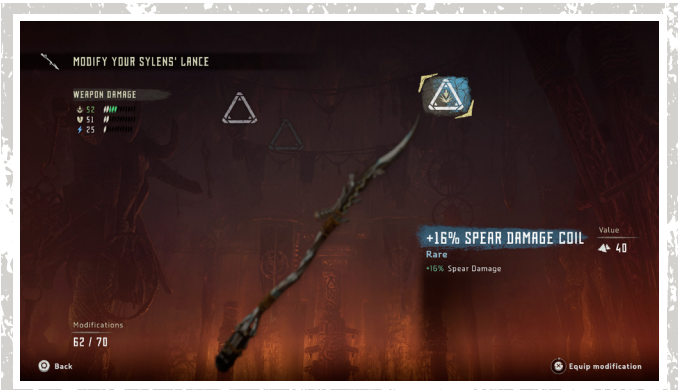 MODIFY YOUR SYLENS' LANCE
WEAPON DAMAGE
52
51
25
+16% SPEAR DAMAGE COIL
Rare
+16% Spear Damage
Value
40
Modifications
62 / 70
Back
Equip modification